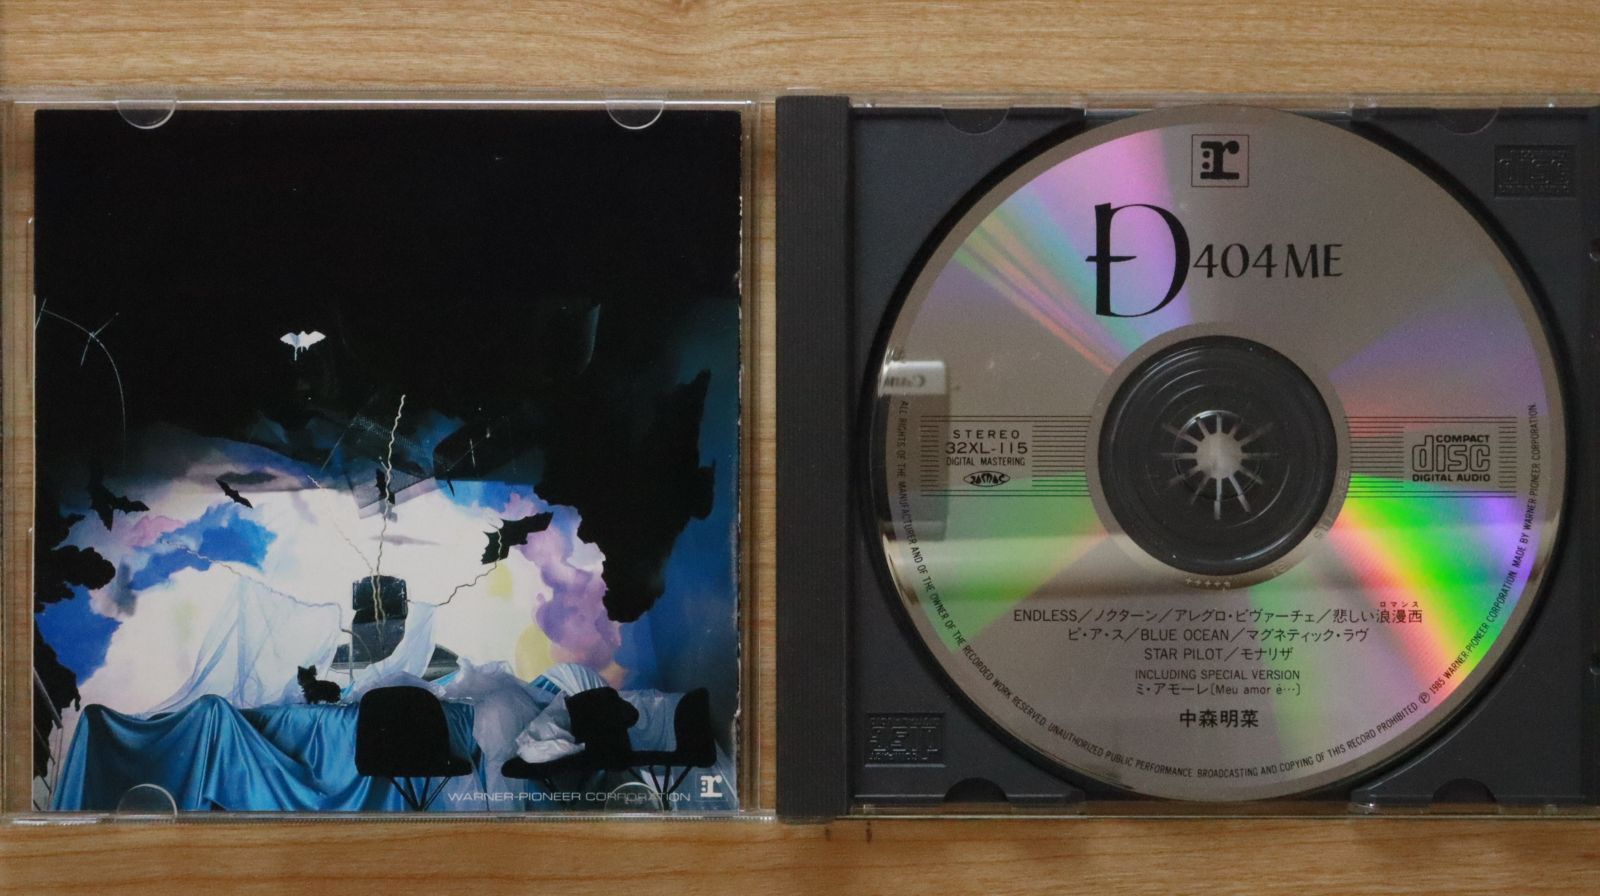 WARNER-PIONEER CORPORATION
r
r
D404ME
STEREO
32XL-115
DIGITAL MASTERING
JASRAC
COMPACT
disc
DIGITAL AUDIO
ロマンス
ENDLESS/ノクターン/アレグロ・ビヴァーチェ/悲しい浪漫西
ピ・ア・ス/BLUE OCEAN/マグネティック・ラヴ
STAR PILOT/モナリザ
INCLUDING SPECIAL VERSION
ミ・アモーレ〔Meu amor é…〕
中森明菜
ALL RIGHTS OF THE MANUFACTURER AND OF THE OWNER OF THE RECORDED WORK RESERVED. UNAUTHORIZED PUBLIC PERFORMANCE BROADCASTING AND COPYING OF THIS RECORD PROHIBITED Ⓟ 1985 WARNER-PIONEER CORPORATION. MADE BY WARNER-PIONEER CORPORATION.